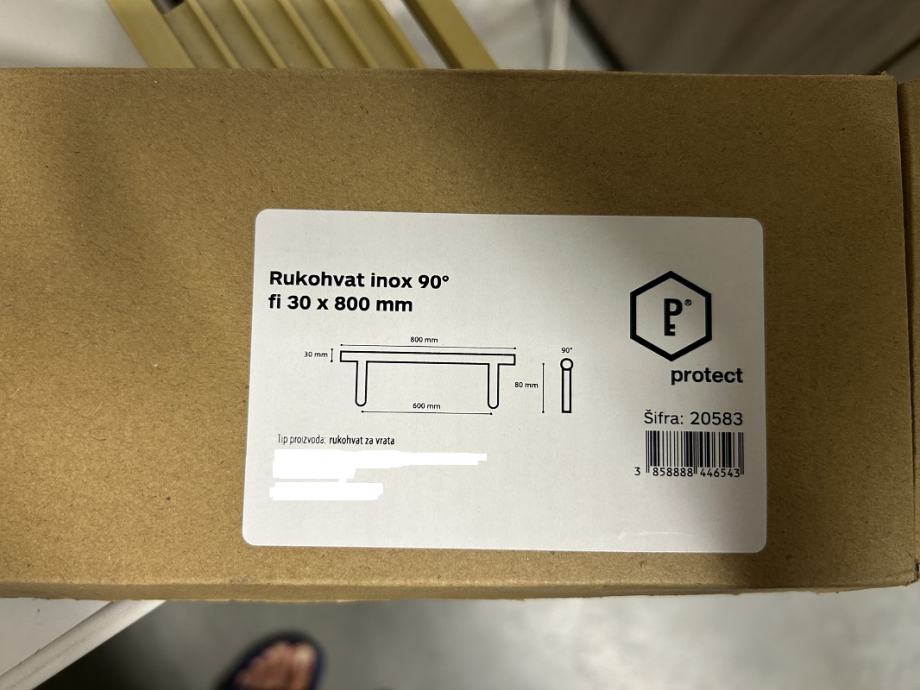 Rukohvat inox 90°
fi 30 x 800 mm
P®
protect
800 mm
30 mm
90°
80 mm
600 mm
Šifra: 20583
Tip proizvoda: rukohvat za vrata
3 858888 446543